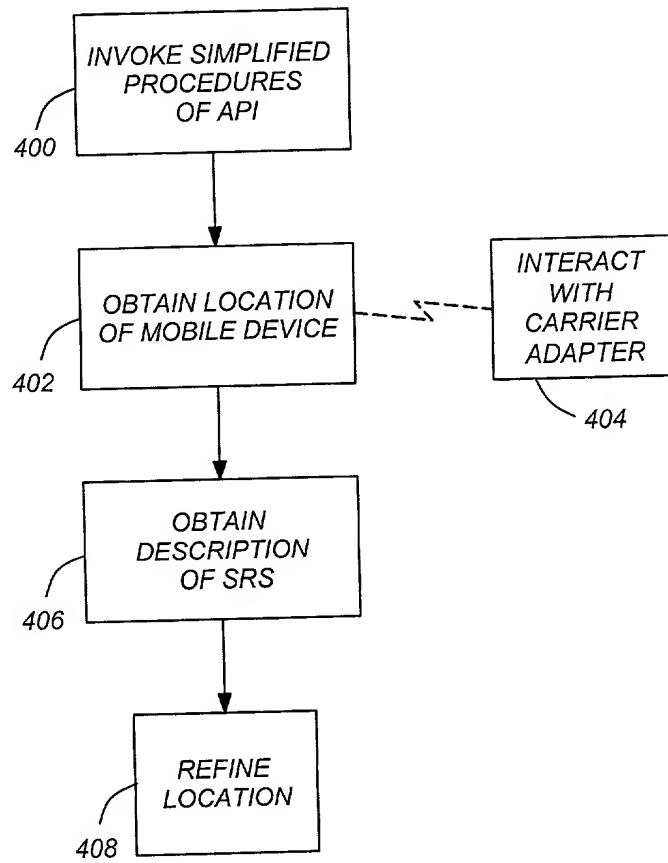 INVOKE SIMPLIFIED
PROCEDURES
OF API
400
OBTAIN LOCATION
OF MOBILE DEVICE
402
INTERACT
WITH
CARRIER
ADAPTER
404
OBTAIN
DESCRIPTION
OF SRS
406
REFINE
LOCATION
408